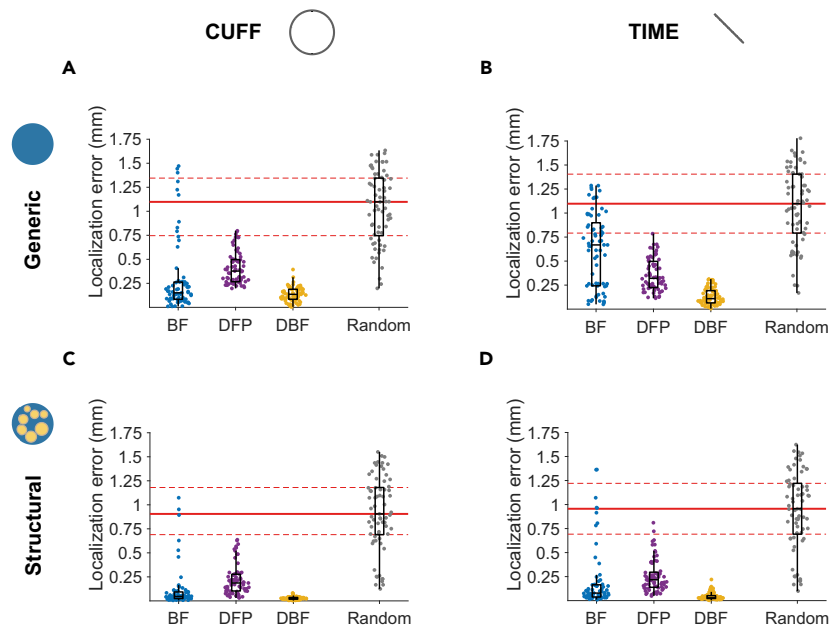 CUFF
TIME
A
B
Generic
Localization error (mm)
1.75
1.5
1.25
1
0.75
0.5
0.25
BF DFP DBF Random
Localization error (mm)
1.75
1.5
1.25
1
0.75
0.5
0.25
BF DFP DBF Random
C
D
Structural
Localization error (mm)
1.75
1.5
1.25
1
0.75
0.5
0.25
BF DFP DBF Random
Localization error (mm)
1.75
1.5
1.25
1
0.75
0.5
0.25
BF DFP DBF Random